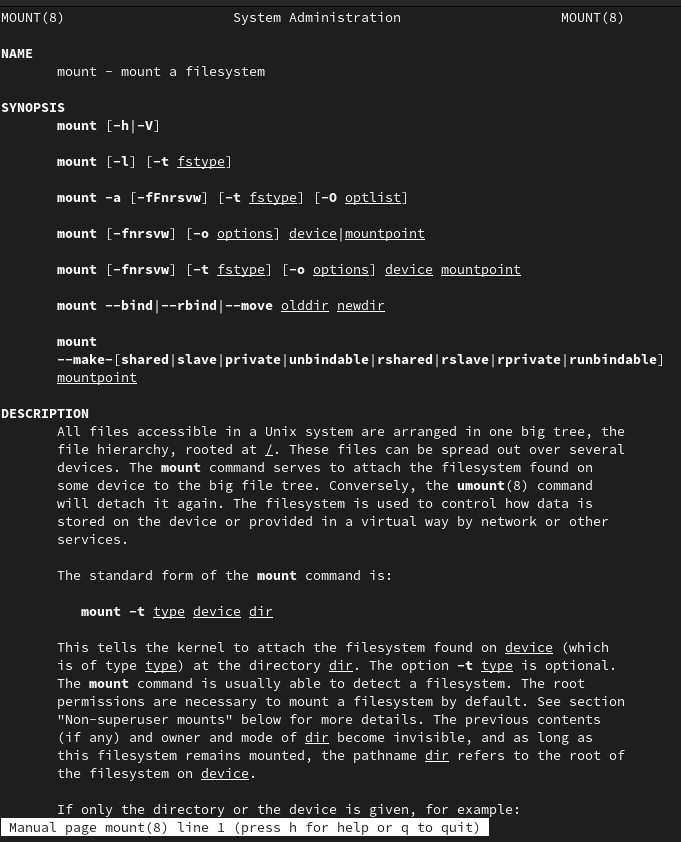 MOUNT(8) System Administration MOUNT(8)
NAME
mount - mount a filesystem
SYNOPSIS
mount [-h|-V]
mount [-l] [-t fstype]
mount -a [-fFnrsvw] [-t fstype] [-O optlist]
mount [-fnrsvw] [-o options] device|mountpoint
mount [-fnrsvw] [-t fstype] [-o options] device mountpoint
mount --bind|--rbind|--move olddir newdir
mount
--make-[shared|slave|private|unbindable|rshared|rslave|rprivate|runbindable]
mountpoint
DESCRIPTION
All files accessible in a Unix system are arranged in one big tree, the
file hierarchy, rooted at /. These files can be spread out over several
devices. The mount command serves to attach the filesystem found on
some device to the big file tree. Conversely, the umount(8) command
will detach it again. The filesystem is used to control how data is
stored on the device or provided in a virtual way by network or other
services.
The standard form of the mount command is:
mount -t type device dir
This tells the kernel to attach the filesystem found on device (which
is of type type) at the directory dir. The option -t type is optional.
The mount command is usually able to detect a filesystem. The root
permissions are necessary to mount a filesystem by default. See section
"Non-superuser mounts" below for more details. The previous contents
(if any) and owner and mode of dir become invisible, and as long as
this filesystem remains mounted, the pathname dir refers to the root of
the filesystem on device.
If only the directory or the device is given, for example:
Manual page mount(8) line 1 (press h for help or q to quit)